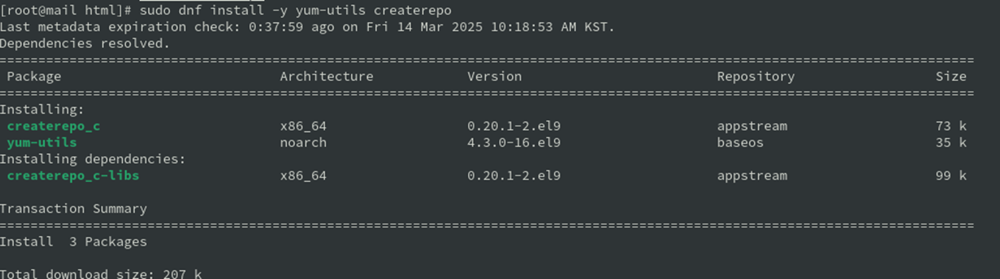 [root@mail html]# sudo dnf install -y yum-utils createrepo
Last metadata expiration check: 0:37:59 ago on Fri 14 Mar 2025 10:18:53 AM KST.
Dependencies resolved.
================================================================================================================================
Package Architecture Version Repository Size
================================================================================================================================
Installing:
createrepo_c x86_64 0.20.1-2.el9 appstream 73 k
yum-utils noarch 4.3.0-16.el9 baseos 35 k
Installing dependencies:
createrepo_c-libs x86_64 0.20.1-2.el9 appstream 99 k
Transaction Summary
================================================================================================================================
Install 3 Packages
Total download size: 207 k